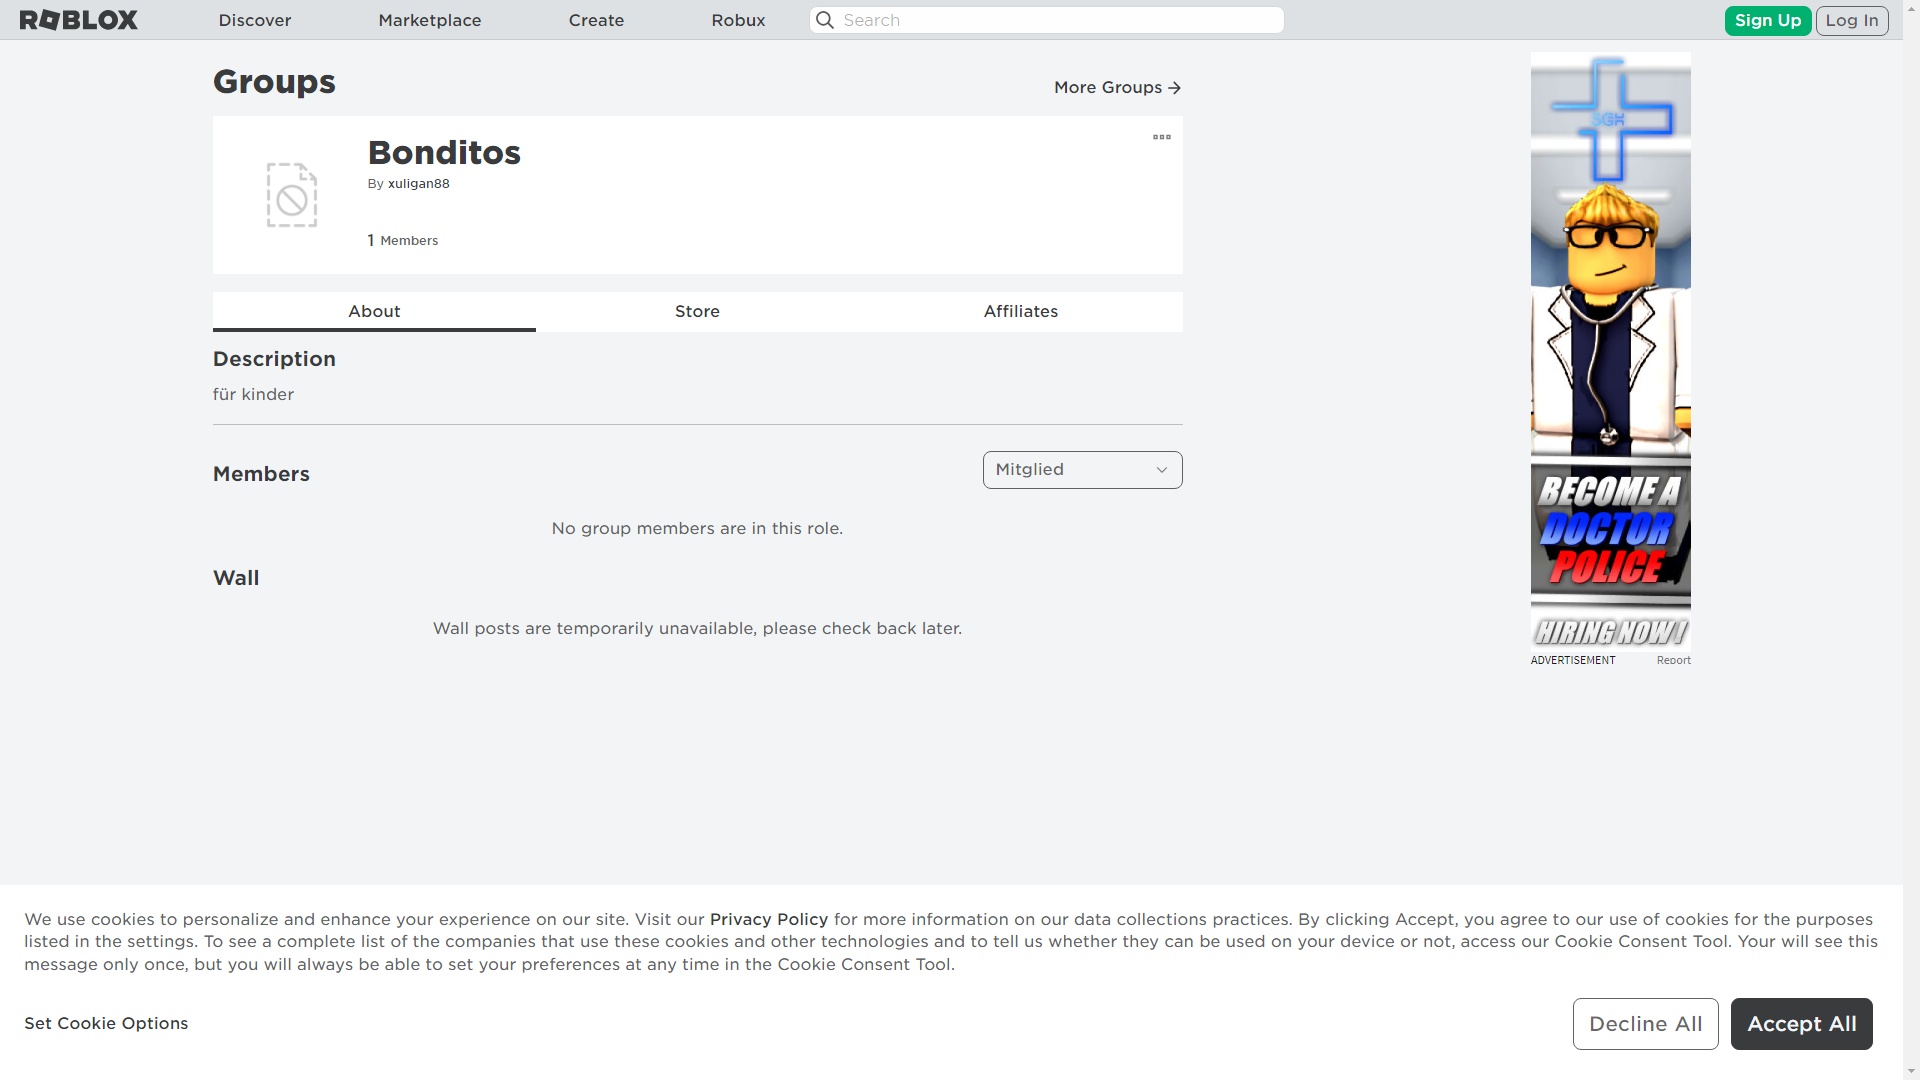 ROBLOX
Discover
Marketplace
Create
Robux
Search
Sign Up
Log In
Groups
More Groups
Bonditos
By xuligan88
1 Members
About
Store
Affiliates
Description
für kinder
Members
Mitglied
No group members are in this role.
Wall
Wall posts are temporarily unavailable, please check back later.
SGH
BECOME A
DOCTOR
POLICE
HIRING NOW!
ADVERTISEMENT
Report
We use cookies to personalize and enhance your experience on our site. Visit our Privacy Policy for more information on our data collections practices. By clicking Accept, you agree to our use of cookies for the purposes
listed in the settings. To see a complete list of the companies that use these cookies and other technologies and to tell us whether they can be used on your device or not, access our Cookie Consent Tool. Your will see this
message only once, but you will always be able to set your preferences at any time in the Cookie Consent Tool.
Set Cookie Options
Decline All
Accept All